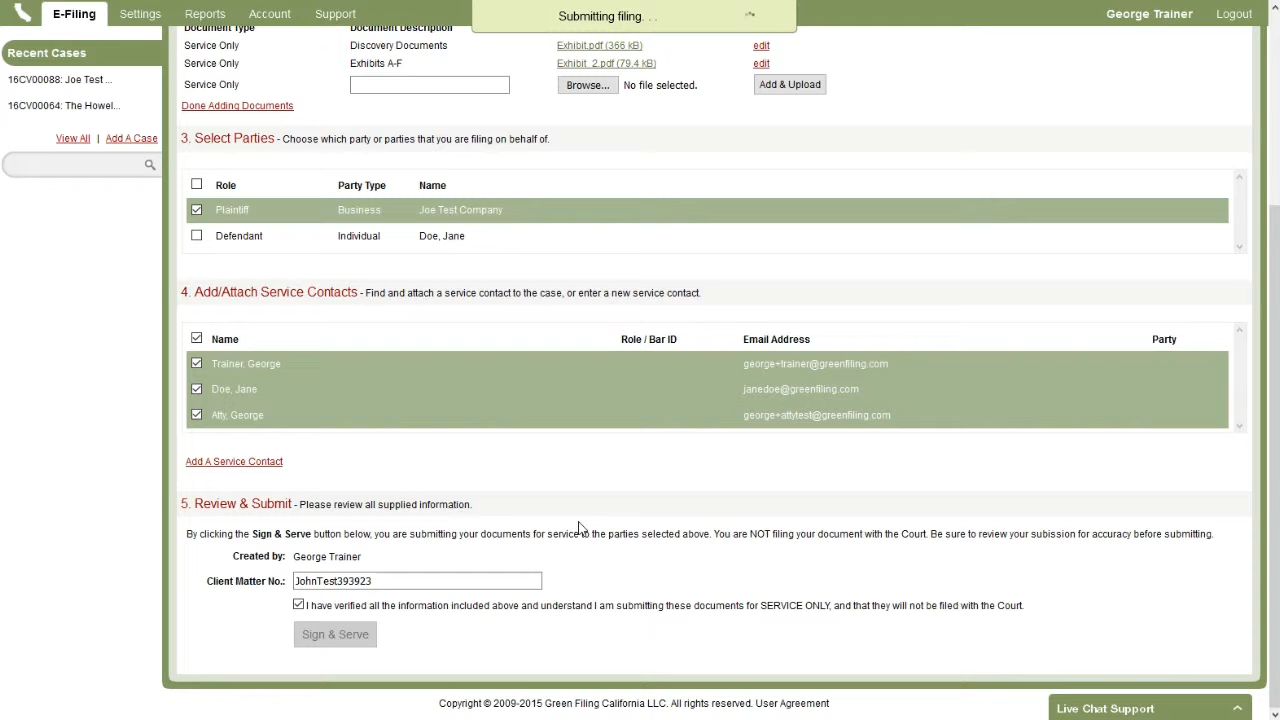 E-Filing Settings Reports Account Support Submitting filing. . . George Trainer Logout
Document Type Document Description
Recent Cases
Service Only Discovery Documents Exhibit.pdf (366 kB) edit
Service Only Exhibits A-F Exhibit_2.pdf (79.4 kB) edit
16CV00088: Joe Test ...
Service Only Browse... No file selected. Add & Upload
16CV00064: The Howel...
Done Adding Documents
View All | Add A Case
3. Select Parties - Choose which party or parties that you are filing on behalf of.
Role Party Type Name
Plaintiff Business Joe Test Company
Defendant Individual Doe, Jane
4. Add/Attach Service Contacts - Find and attach a service contact to the case, or enter a new service contact.
Name Role / Bar ID Email Address Party
Trainer, George george+trainer@greenfiling.com
Doe, Jane janedoe@greenfiling.com
Atty, George george+attytest@greenfiling.com
Add A Service Contact
5. Review & Submit - Please review all supplied information.
By clicking the Sign & Serve button below, you are submitting your documents for service to the parties selected above. You are NOT filing your document with the Court. Be sure to review your subission for accuracy before submitting.
Created by: George Trainer
Client Matter No.: JohnTest393923
I have verified all the information included above and understand I am submitting these documents for SERVICE ONLY, and that they will not be filed with the Court.
Sign & Serve
Copyright © 2009-2015 Green Filing California LLC. All rights reserved. User Agreement
Live Chat Support